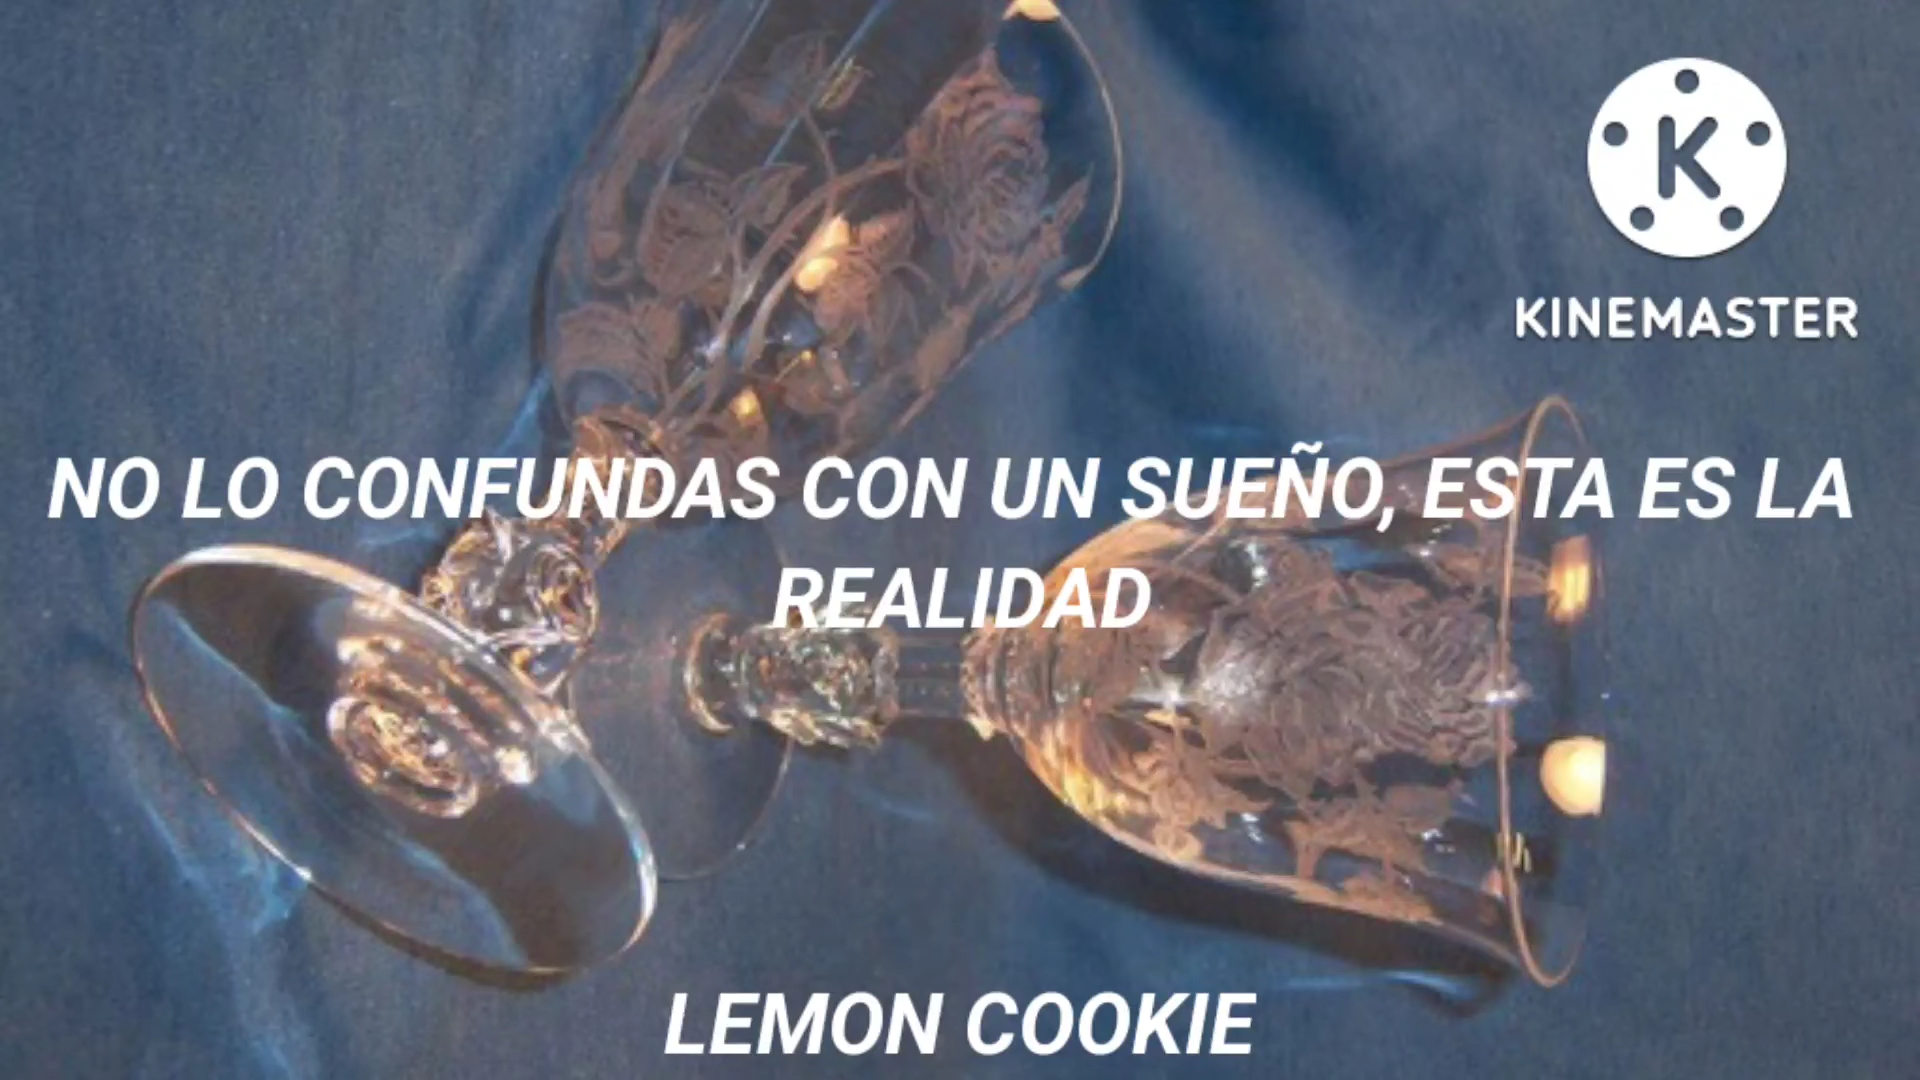 K
KINEMASTER
NO LO CONFUNDAS CON UN SUEÑO, ESTA ES LA
REALIDAD
LEMON COOKIE